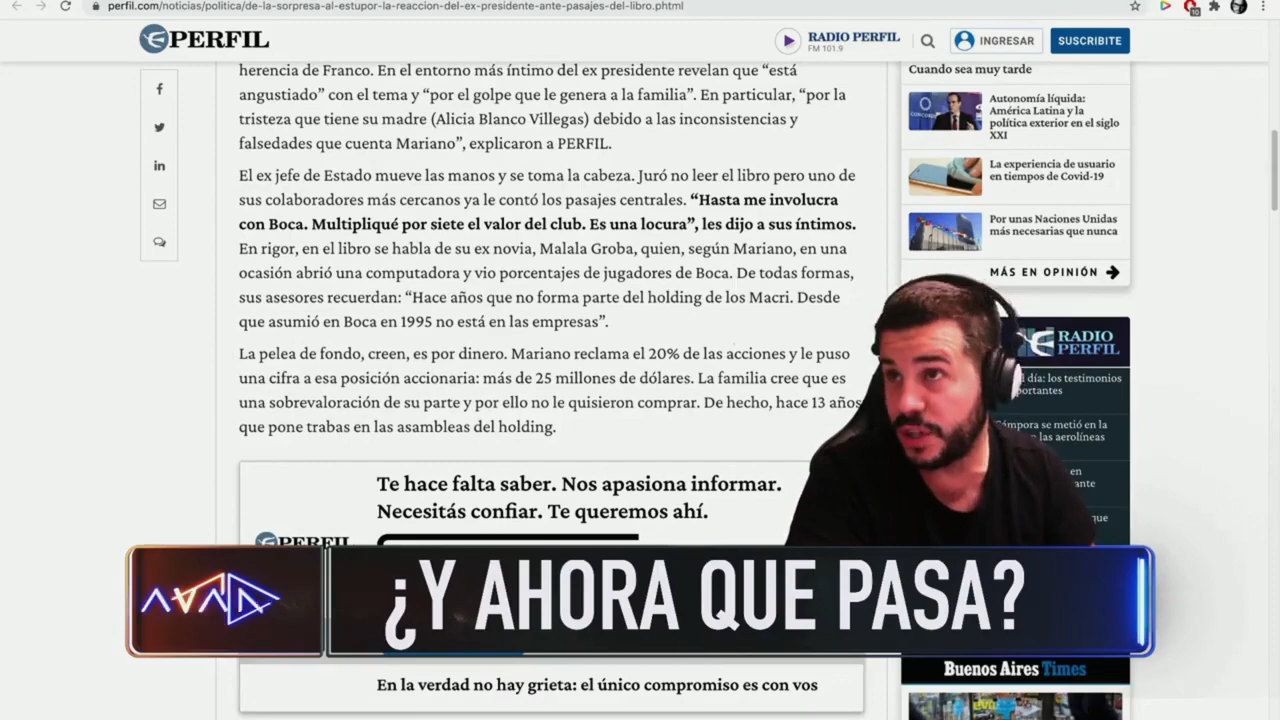 perfil.com/noticias/politica/de-la-sorpresa-al-estupor-la-reaccion-del-ex-presidente-ante-pasajes-del-libro.phtml
10
PERFIL
RADIO PERFIL
FM 101.9
INGRESAR
SUSCRIBITE
herencia de Franco. En el entorno más íntimo del ex presidente revelan que “está
angustiado” con el tema y “por el golpe que le genera a la familia”. En particular, “por la
tristeza que tiene su madre (Alicia Blanco Villegas) debido a las inconsistencias y
falsedades que cuenta Mariano”, explicaron a PERFIL.
El ex jefe de Estado mueve las manos y se toma la cabeza. Juró no leer el libro pero uno de
sus colaboradores más cercanos ya le contó los pasajes centrales. “Hasta me involucra
con Boca. Multipliqué por siete el valor del club. Es una locura”, les dijo a sus íntimos.
En rigor, en el libro se habla de su ex novia, Malala Groba, quien, según Mariano, en una
ocasión abrió una computadora y vio porcentajes de jugadores de Boca. De todas formas,
sus asesores recuerdan: “Hace años que no forma parte del holding de los Macri. Desde
que asumió en Boca en 1995 no está en las empresas”.
La pelea de fondo, creen, es por dinero. Mariano reclama el 20% de las acciones y le puso
una cifra a esa posición accionaria: más de 25 millones de dólares. La familia cree que es
una sobrevaloración de su parte y por ello no le quisieron comprar. De hecho, hace 13 años
que pone trabas en las asambleas del holding.
Te hace falta saber. Nos apasiona informar.
Necesitás confiar. Te queremos ahí.
PERFIL
En la verdad no hay grieta: el único compromiso es con vos
Cuando sea muy tarde
Autonomía líquida:
América Latina y la
política exterior en el siglo
XXI
La experiencia de usuario
en tiempos de Covid-19
Por unas Naciones Unidas
más necesarias que nunca
MÁS EN OPINIÓN
RADIO
PERFIL
día: los testimonios
portantes
Cámpora se metió en la
las aerolíneas
en
ante
que
¿Y AHORA QUE PASA?
Buenos Aires Times